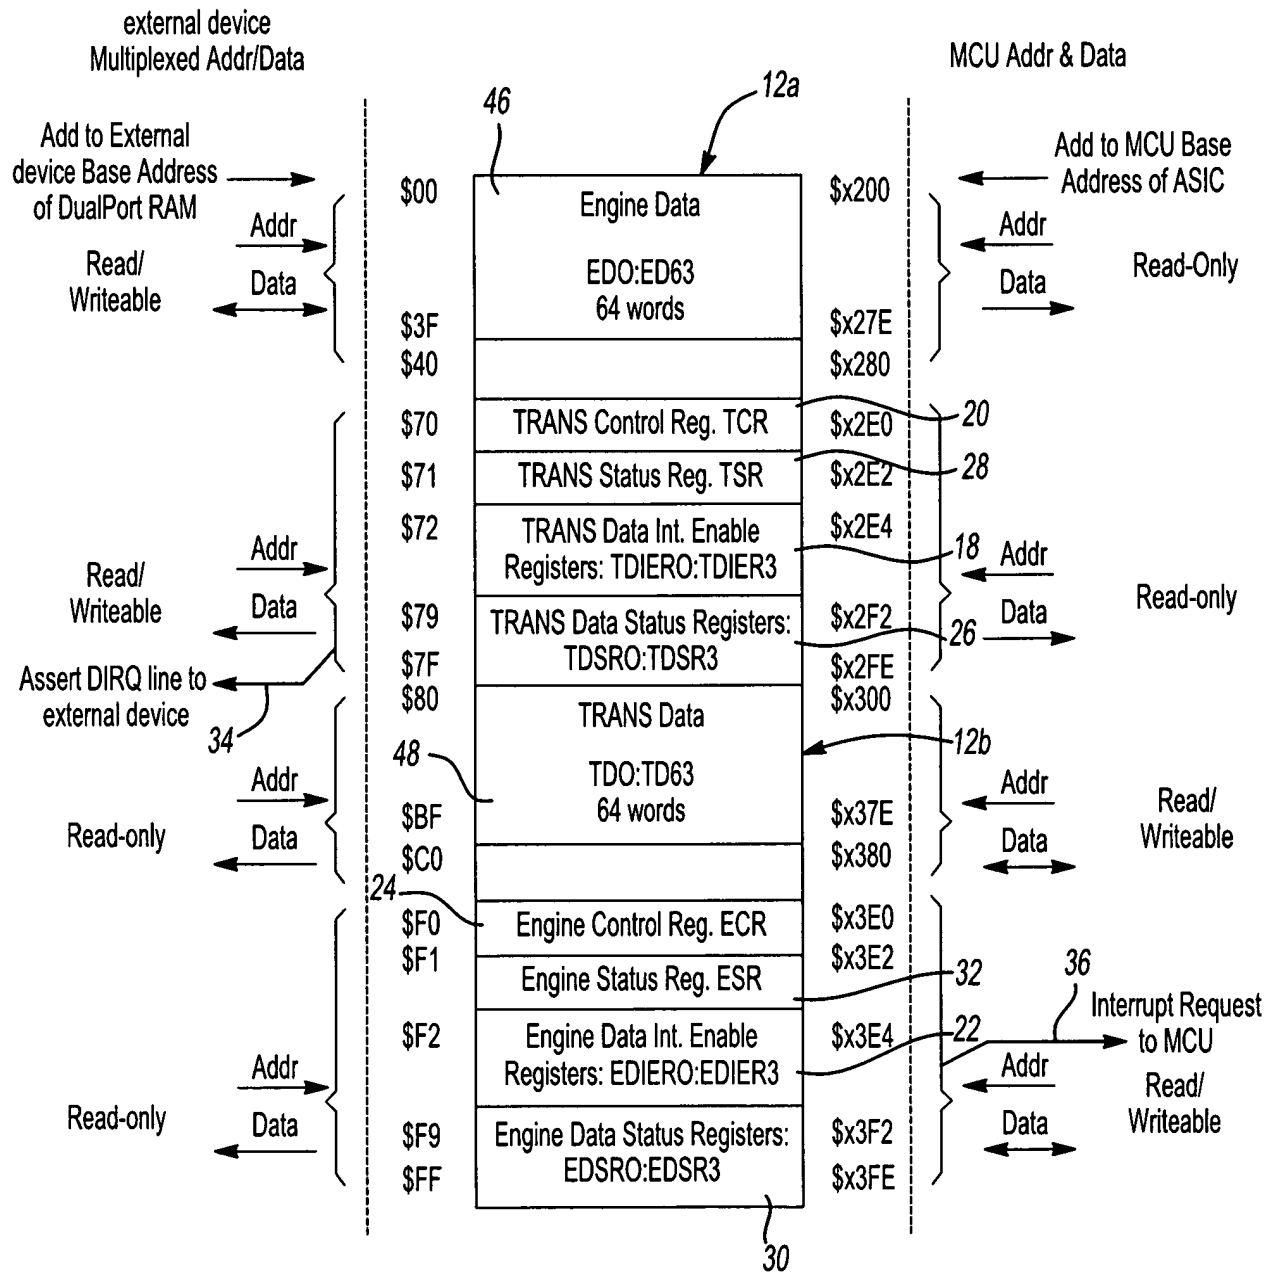 external device
Multiplexed Addr/Data
MCU Addr & Data
12a
46
Add to External
device Base Address
of DualPort RAM
Add to MCU Base
Address of ASIC
$00
Engine Data
$x200
Addr
Addr
Read/
Writeable
Data
EDO:ED63
64 words
Data
Read-Only
$3F
$x27E
$40
$x280
$70
TRANS Control Reg. TCR
$x2E0
20
$71
TRANS Status Reg. TSR
$x2E2
28
$72
TRANS Data Int. Enable
Registers: TDIERO:TDIER3
$x2E4
18
Addr
Addr
Read/
Writeable
Data
Data
Read-only
$79
TRANS Data Status Registers:
TDSRO:TDSR3
$x2F2
26
$7F
$x2FE
Assert DIRQ line to
external device
34
$80
TRANS Data
$x300
12b
48
TDO:TD63
64 words
Addr
Addr
Read-only
Data
Data
Read/
Writeable
$BF
$x37E
$C0
$x380
24
$F0
Engine Control Reg. ECR
$x3E0
$F1
Engine Status Reg. ESR
$x3E2
32
36
Interrupt Request
to MCU
$F2
Engine Data Int. Enable
Registers: EDIERO:EDIER3
$x3E4
22
Addr
Addr
Read-only
Data
Data
Read/
Writeable
$F9
Engine Data Status Registers:
EDSRO:EDSR3
$x3F2
$FF
$x3FE
30